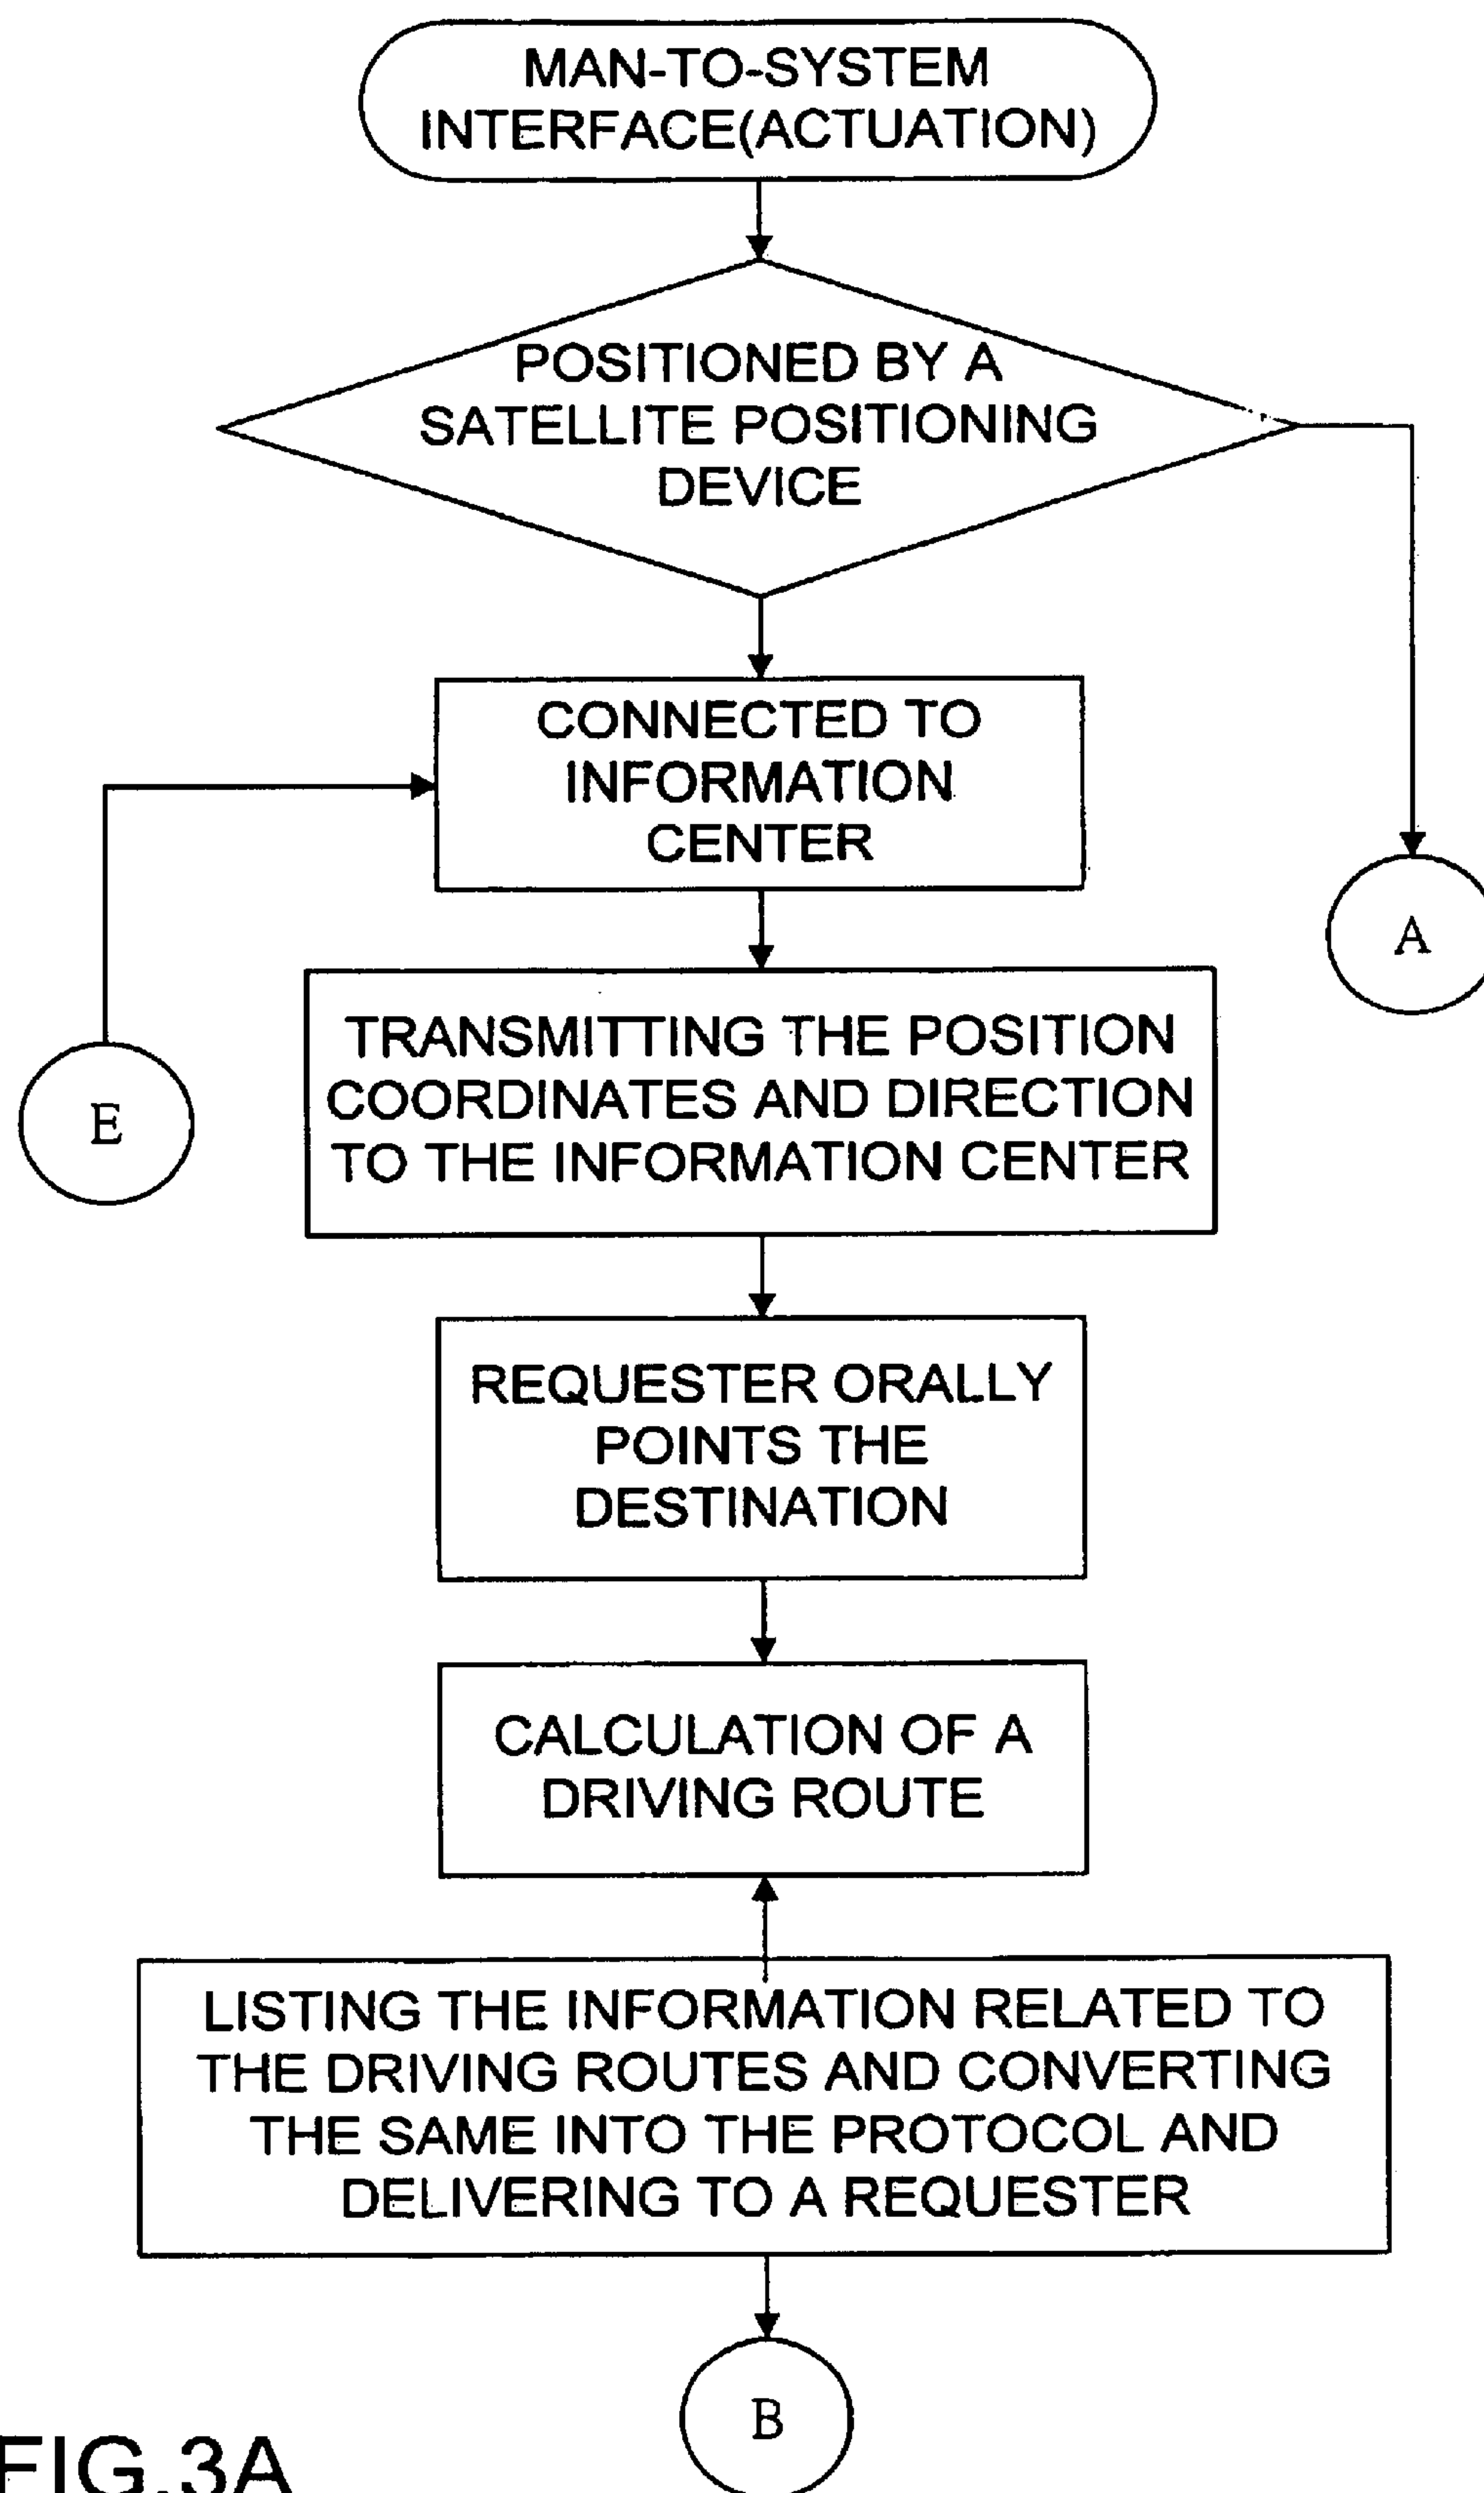 MAN-TO-SYSTEM
INTERFACE(ACTUATION)
POSITIONED BY A
SATELLITE POSITIONING
DEVICE
CONNECTED TO
INFORMATION
CENTER
A
TRANSMITTING THE POSITION
COORDINATES AND DIRECTION
TO THE INFORMATION CENTER
E
REQUESTER ORALLY
POINTS THE
DESTINATION
CALCULATION OF A
DRIVING ROUTE
LISTING THE INFORMATION RELATED TO
THE DRIVING ROUTES AND CONVERTING
THE SAME INTO THE PROTOCOL AND
DELIVERING TO A REQUESTER
B
FIG.3A